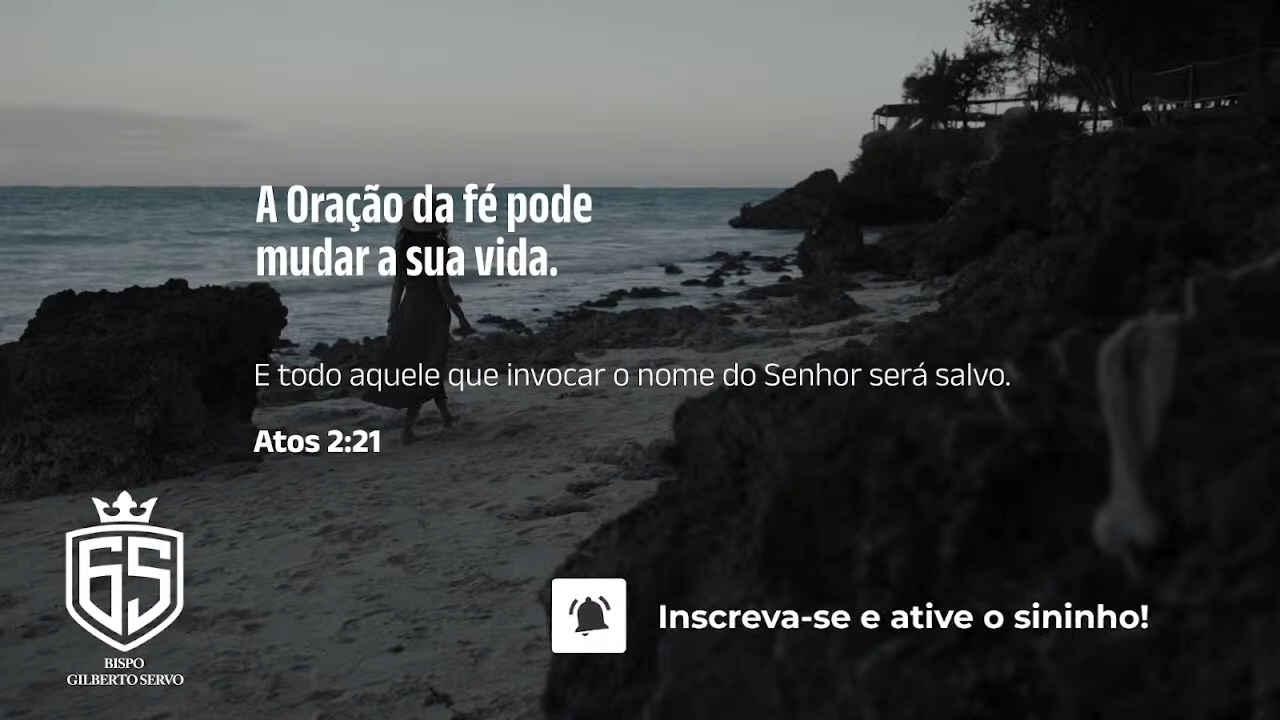 A Oração da fé pode
mudar a sua vida.
E todo aquele que invocar o nome do Senhor será salvo.
Atos 2:21
GS
BISPO
GILBERTO SERVO
Inscreva-se e ative o sininho!